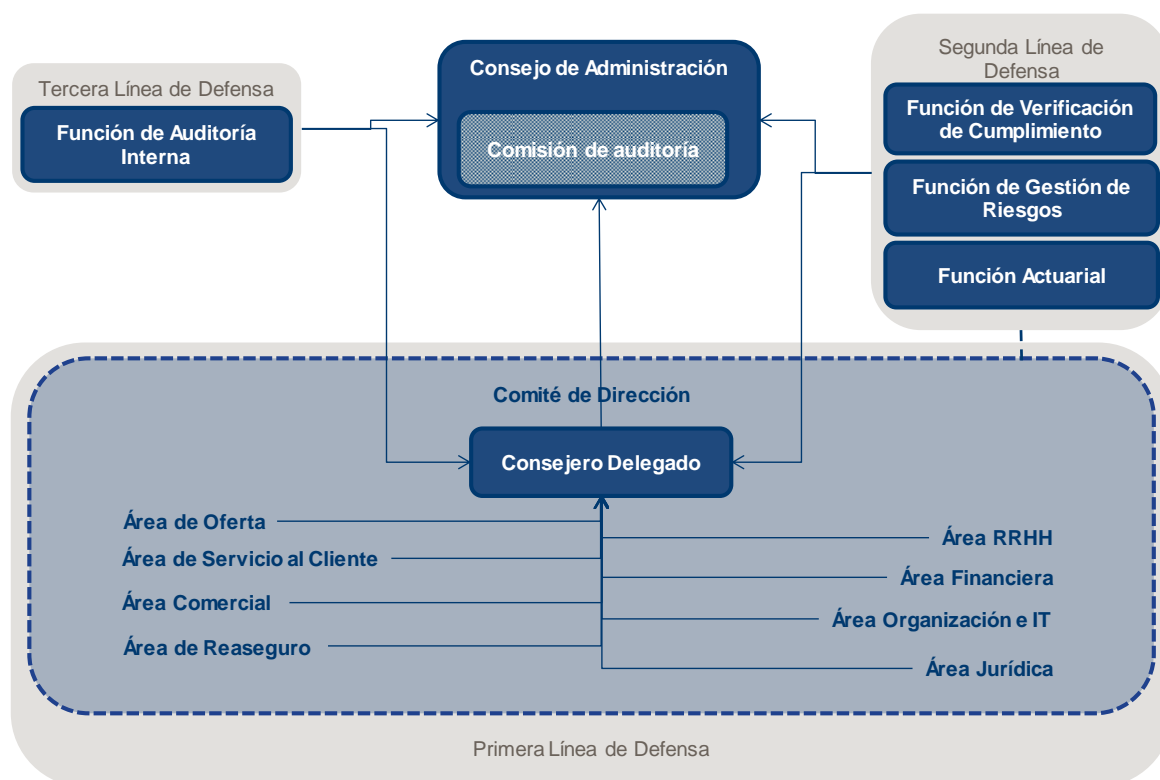 Tercera Línea de Defensa
Función de Auditoría
Interna
Consejo de Administración
Comisión de auditoría
Segunda Línea de
Defensa
Función de Verificación
de Cumplimiento
Función de Gestión de
Riesgos
Función Actuarial
Comité de Dirección
Consejero Delegado
Área de Oferta
Área de Servicio al Cliente
Área Comercial
Área de Reaseguro
Área RRHH
Área Financiera
Área Organización e IT
Área Jurídica
Primera Línea de Defensa